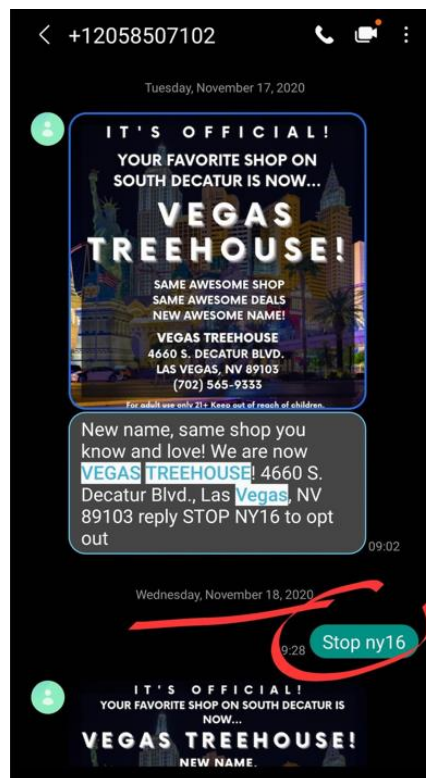 +12058507102
Tuesday, November 17, 2020
IT'S OFFICIAL!
YOUR FAVORITE SHOP ON
SOUTH DECATUR IS NOW...
VEGAS
TREEHOUSE!
SAME AWESOME SHOP
SAME AWESOME DEALS
NEW AWESOME NAME!
VEGAS TREEHOUSE
4660 S. DECATUR BLVD.
LAS VEGAS, NV 89103
(702) 565-9333
For adult use only 21+ Keep out of reach of children.
New name, same shop you
know and love! We are now
VEGAS TREEHOUSE! 4660 S.
Decatur Blvd., Las Vegas, NV
89103 reply STOP NY16 to opt
out
09:02
Wednesday, November 18, 2020
9:28
Stop ny16
IT'S OFFICIAL!
YOUR FAVORITE SHOP ON SOUTH DECATUR IS
NOW...
VEGAS TREEHOUSE!
NEW NAME.